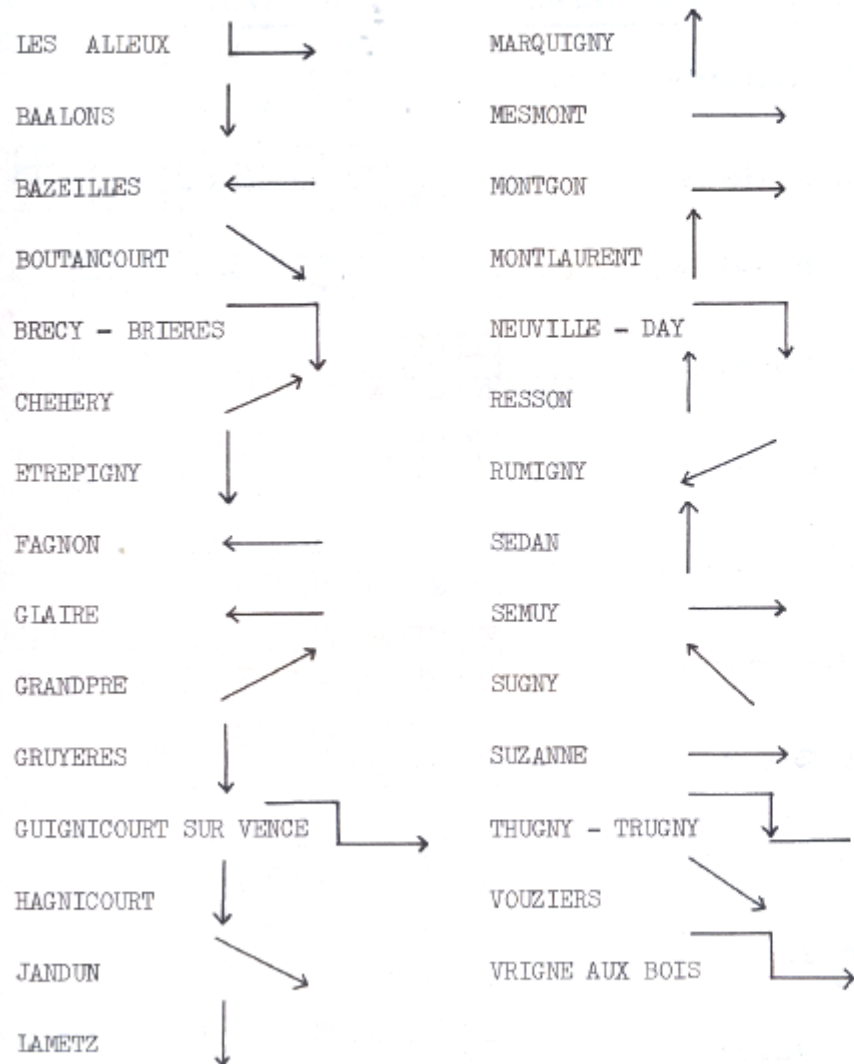 LES ALLEUX
BAALONS
BAZEILLES
BOUTANCOURT
BRECY - BRIERES
CHEHERY
ETREPIGNY
FAGNON
GLAIRE
GRANDPRE
GRUYERES
GUIGNICOURT SUR VENCE
HAGNICOURT
JANDUN
LAMETZ
MARQUIGNY
MESMONT
MONTGON
MONTLAURENT
NEUVILLE - DAY
RESSON
RUMIGNY
SEDAN
SEMUY
SUGNY
SUZANNE
THUGNY - TRUGNY
VOUZIERS
VRIGNE AUX BOIS